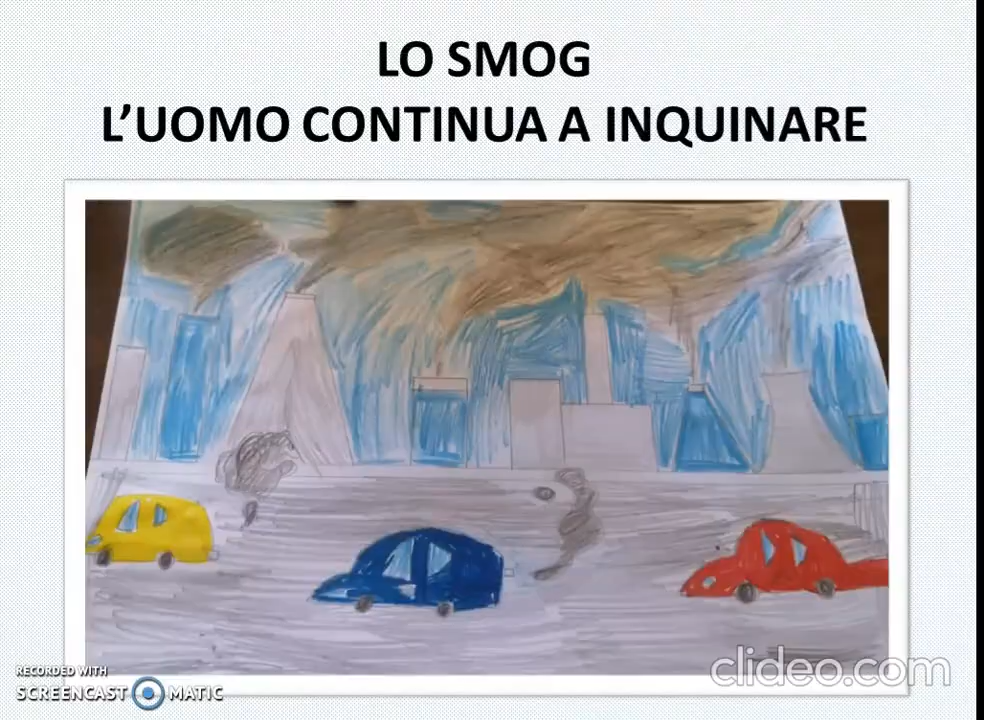 LO SMOG
L'UOMO CONTINUA A INQUINARE
RECORDED WITH
SCREENCAST MATIC
clideo.com